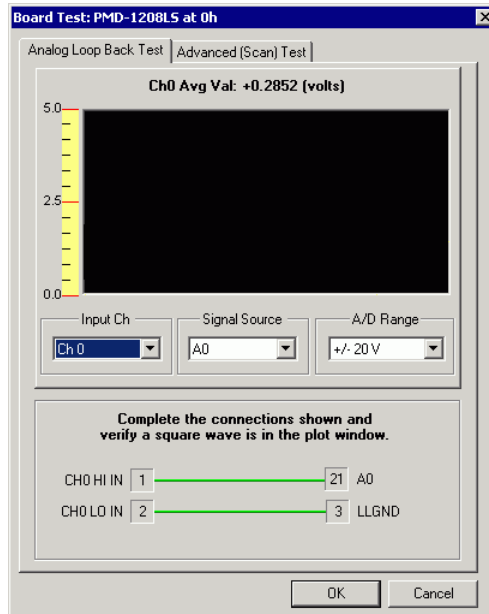 Board Test: PMD-1208LS at 0h
Analog Loop Back Test
Advanced (Scan) Test
Ch0 Avg Val: +0.2852 (volts)
5.0
2.5
0.0
Input Ch
Signal Source
A/D Range
Ch 0
A0
+/- 20 V
Complete the connections shown and
verify a square wave is in the plot window.
CH0 HI IN 1 21 A0
CH0 LO IN 2 3 LLGND
OK
Cancel